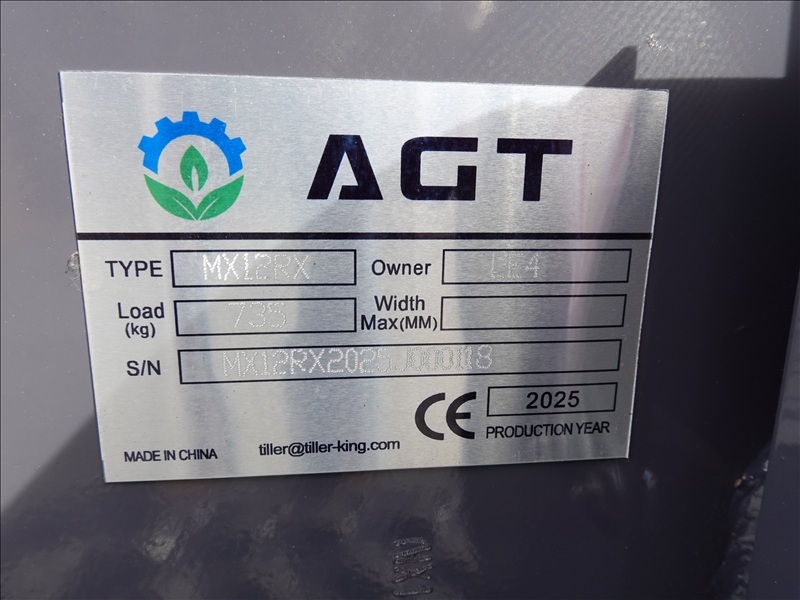 AGT
TYPE MX12RX Owner
Load (kg) 735 Width Max(MM)
S/N
CE 2025
PRODUCTION YEAR
MADE IN CHINA tiller@tiller-king.com